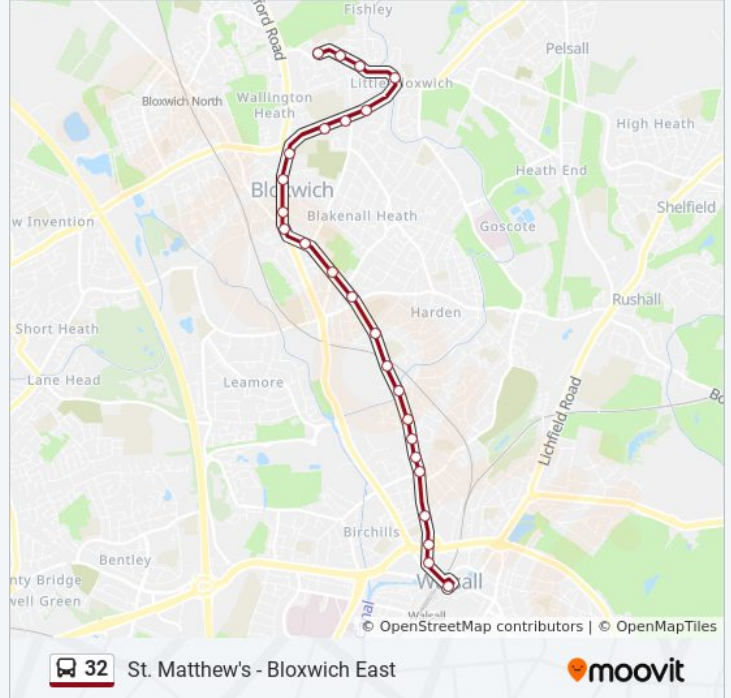 Fishley
ford Road
Pelsall
Little Bloxwich
Bloxwich North
Wallington
Heath
High Heath
Heath End
Bloxwich
Shelfield
w Invention
Blakenall Heath
Goscote
Rushall
Harden
Short Heath
Lane Head
Leamore
Lichfield Road
Birchills
Bentley
nty Bridge
well Green
Walsall
Walsall
nal
© OpenStreetMap contributors | © OpenMapTiles
32 St. Matthew's - Bloxwich East
moovit